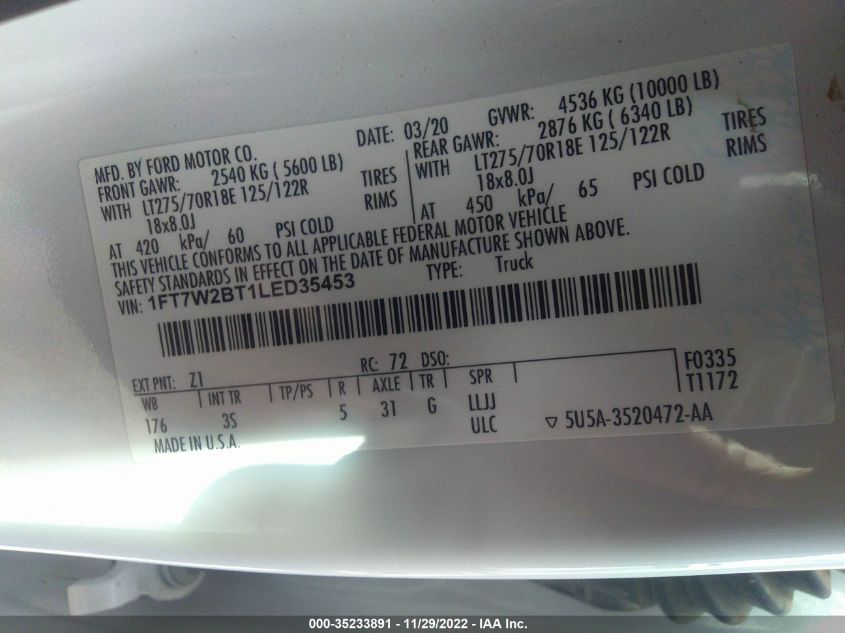 MFD. BY FORD MOTOR CO. DATE: 03/20 GVWR: 4536 KG (10000 LB)
FRONT GAWR: 2540 KG ( 5600 LB) REAR GAWR: 2876 KG ( 6340 LB)
WITH LT275/70R18E 125/122R TIRES WITH LT275/70R18E 125/122R TIRES
18x8.0J RIMS 18x8.0J RIMS
AT 420 kPa/ 60 PSI COLD AT 450 kPa/ 65 PSI COLD
THIS VEHICLE CONFORMS TO ALL APPLICABLE FEDERAL MOTOR VEHICLE
SAFETY STANDARDS IN EFFECT ON THE DATE OF MANUFACTURE SHOWN ABOVE.
VIN: 1FT7W2BT1LED35453 TYPE: Truck
EXT PNT: Z1 RC: 72 DSO: F0335
WB INT TR TP/PS R AXLE TR SPR T1172
176 3S 5 31 G LLJJ
ULC ▽ 5U5A-3520472-AA
MADE IN U.S.A.
000-35233891 - 11/29/2022 - IAA Inc.